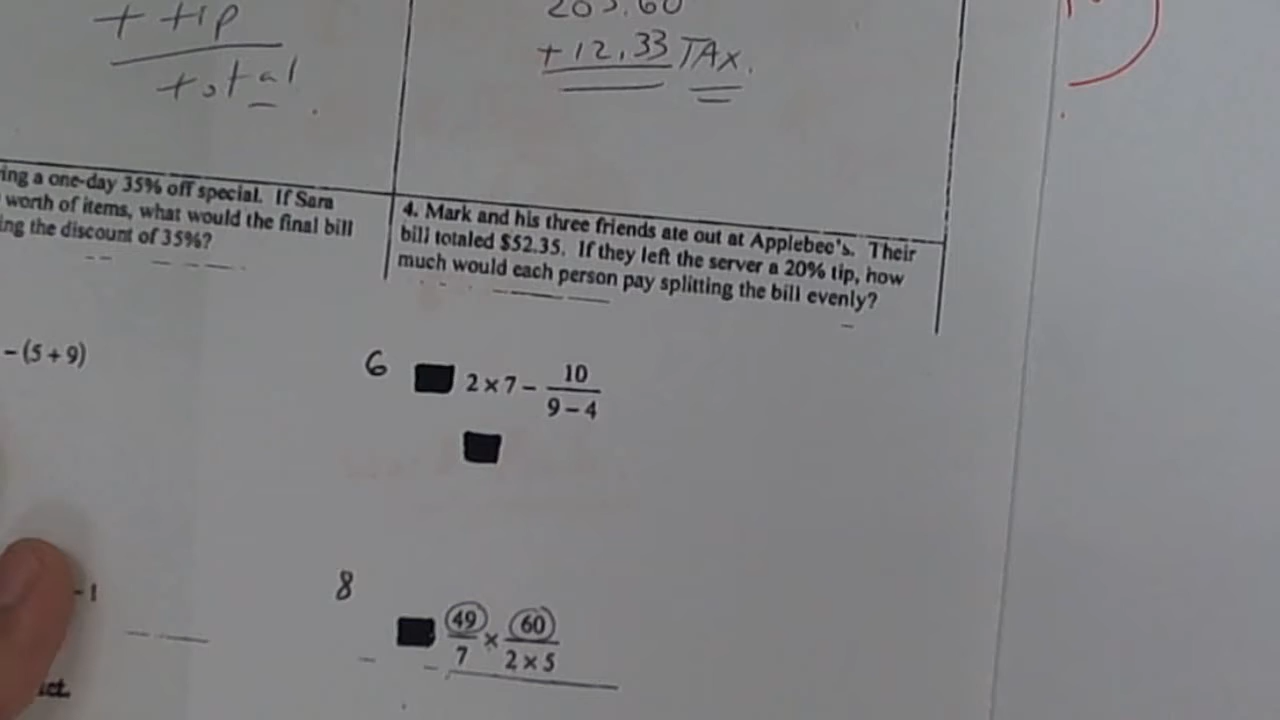 + tip
total
203.60
+12.33 TAx.
ing a one-day 35% off special. If Sara
worth of items, what would the final bill
ing the discount of 35%?
4. Mark and his three friends ate out at Applebee's. Their
bill totaled $52.35. If they left the server a 20% tip, how
much would each person pay splitting the bill evenly?
- (5 + 9)
6 2 × 7 - 10
9 - 4
- 1
8
49 × 60
7 2 × 5
ct.